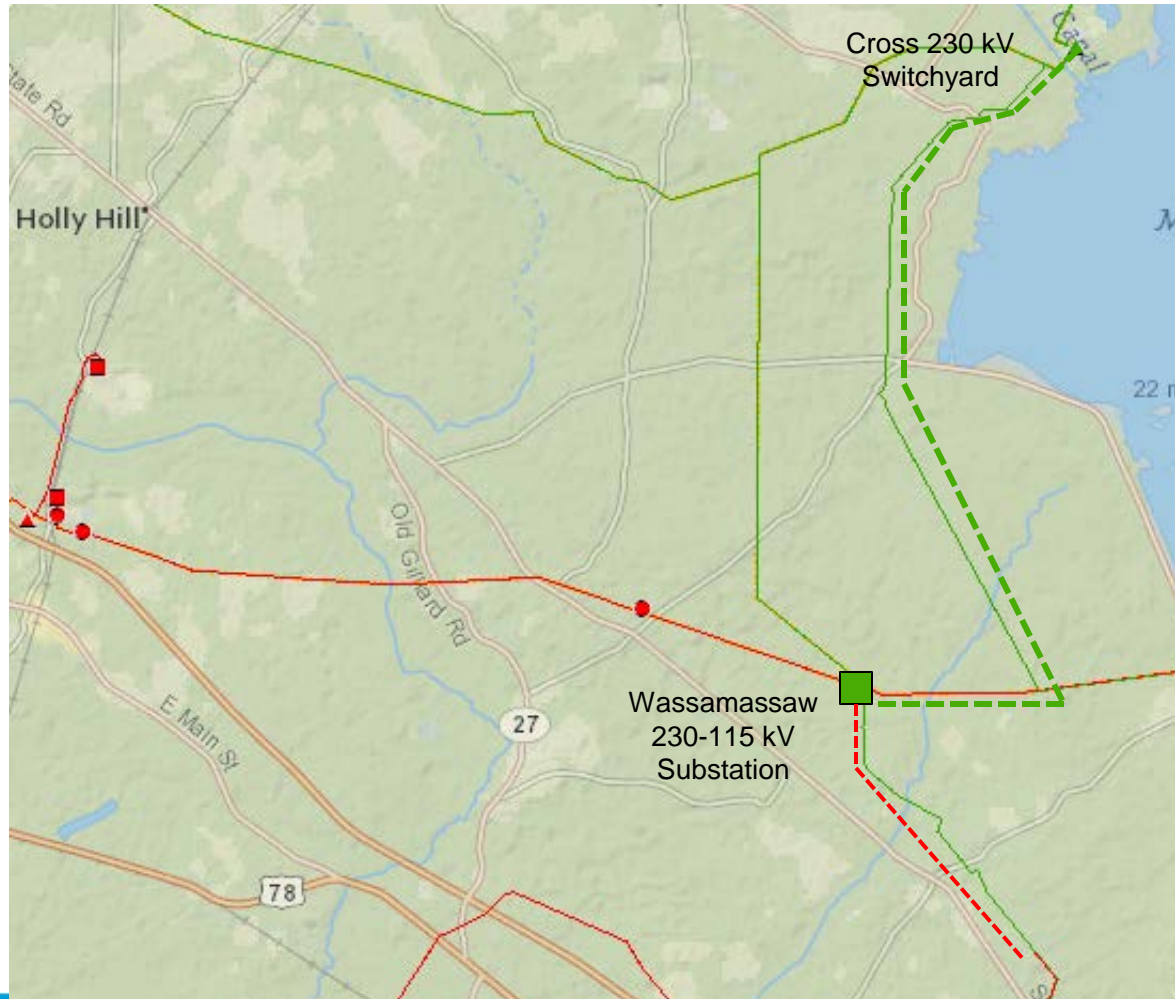 Canal
Cross 230 kV
Switchyard
State Rd
Holly Hill
M
22
Old Gilliard Rd
Wassamassaw
230-115 kV
Substation
27
E Main St
78
S